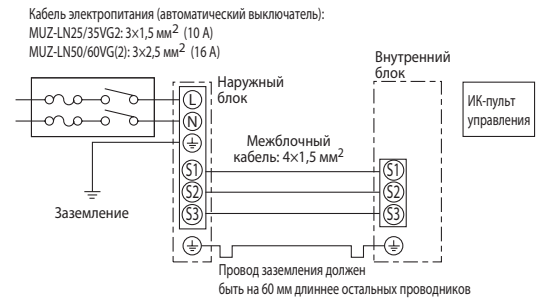 Кабель электропитания (автоматический выключатель):
MUZ-LN25/35VG2: 3×1,5 мм² (10 А)
MUZ-LN50/60VG(2): 3×2,5 мм² (16 А)
Наружный
блок
Внутренний
блок
ИК-пульт
управления
L
N
Межблочный
кабель: 4×1,5 мм²
S1
S1
S2
S2
S3
S3
Заземление
Провод заземления должен
быть на 60 мм длиннее остальных проводников